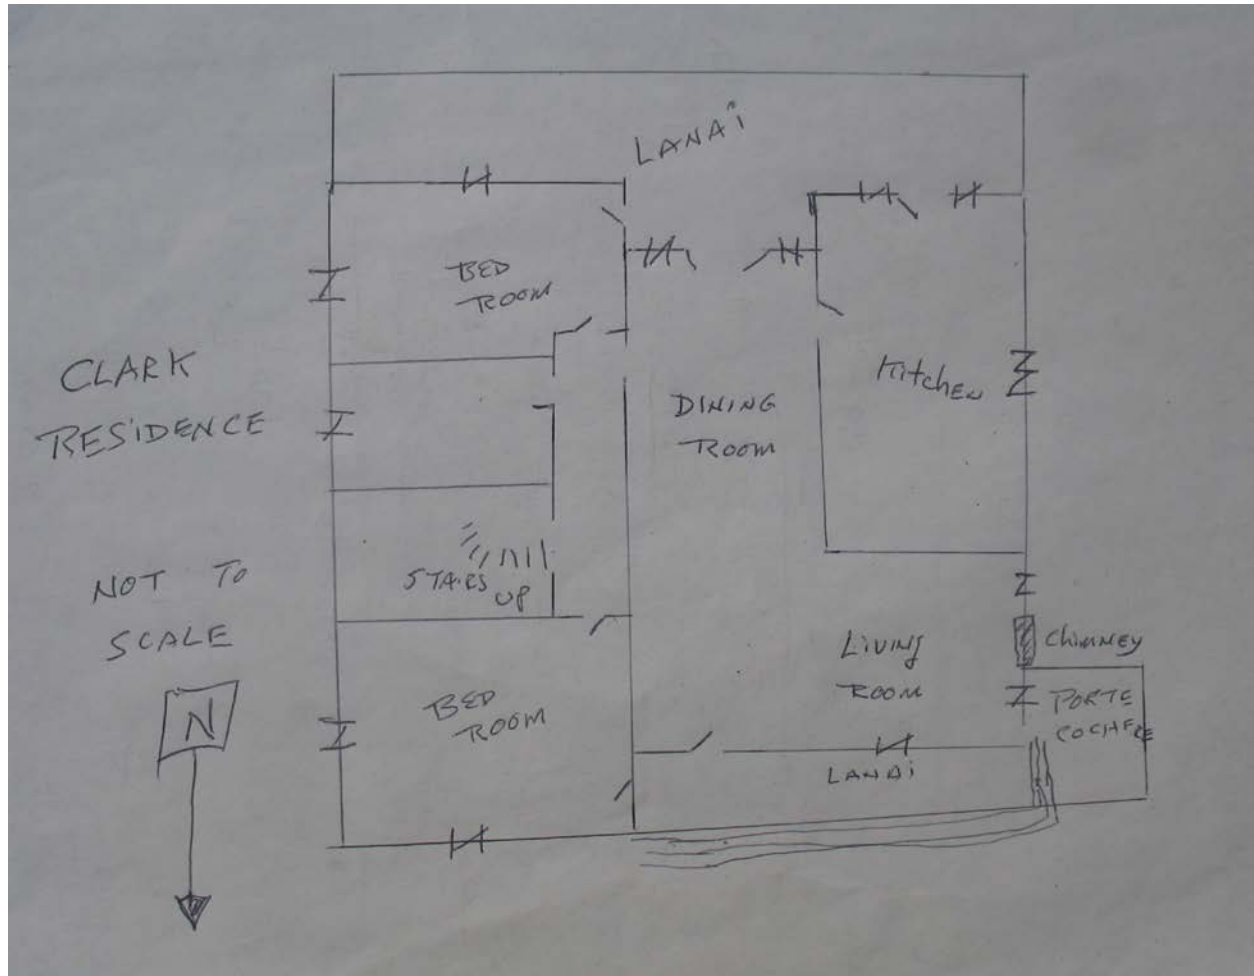 LANAI
BED
ROOM
CLARK
RESIDENCE
DINING
ROOM
Kitchen
NOT TO
SCALE
STAIRS
UP
N
BED
ROOM
LIVING
ROOM
CHIMNEY
PORTE
COCHERE
LANAI